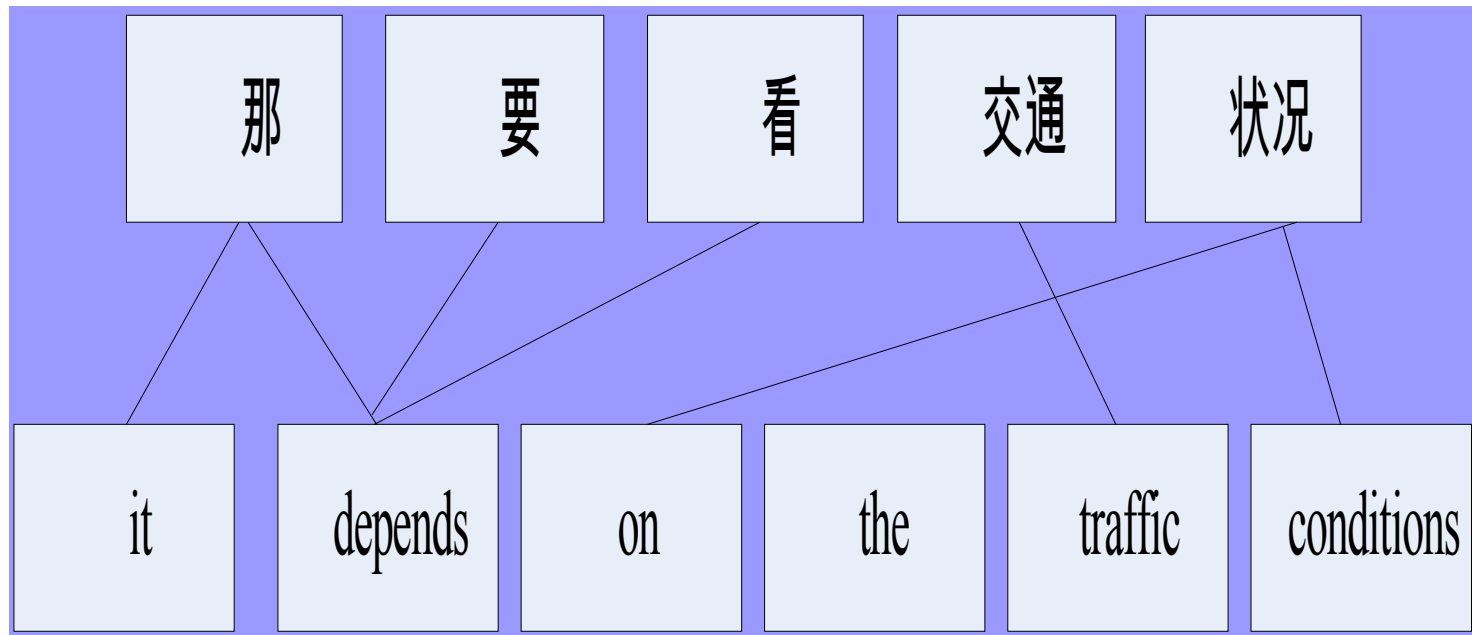 那 要 看 交通 状况
it depends on the traffic conditions